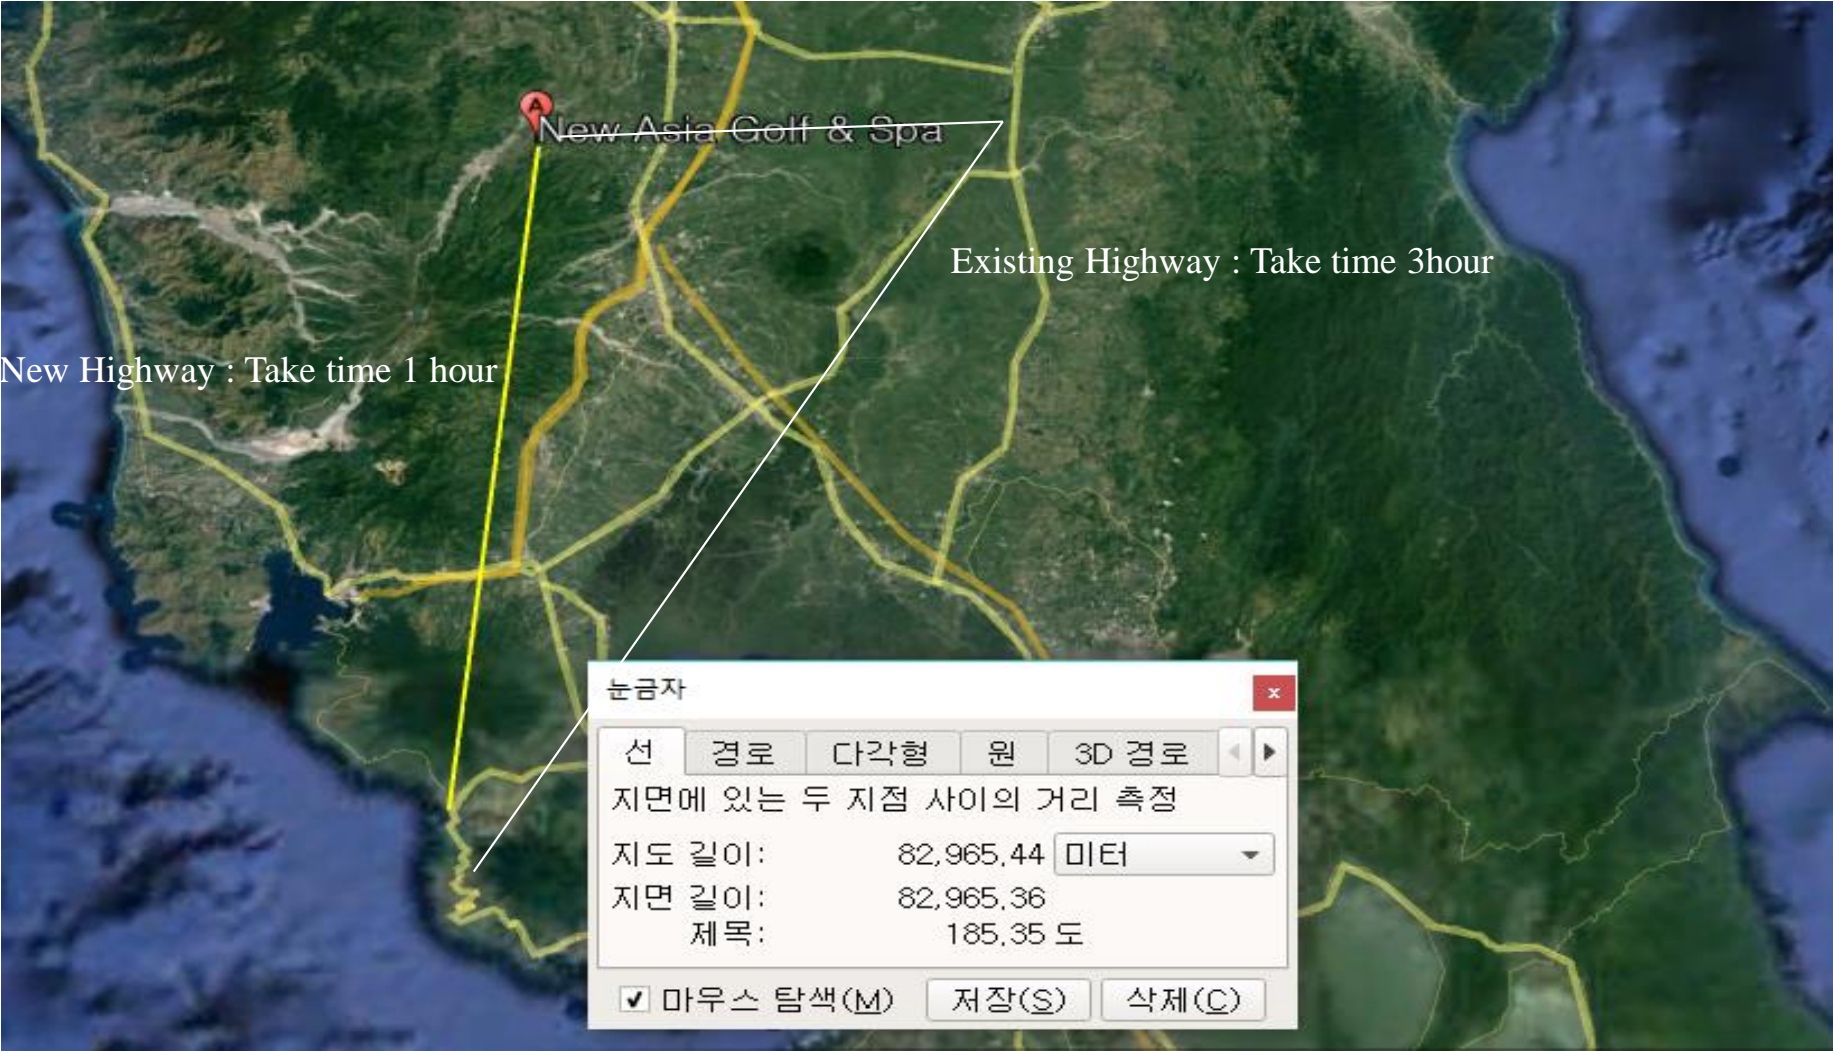 A
New Asia Golf & Spa
Existing Highway : Take time 3hour
New Highway : Take time 1 hour
눈금자
x
선 경로 다각형 원 3D 경로
지면에 있는 두 지점 사이의 거리 측정
지도 길이: 82,965.44 미터
지면 길이: 82,965.36
제목: 185.35 도
마우스 탐색(M) 저장(S) 삭제(C)